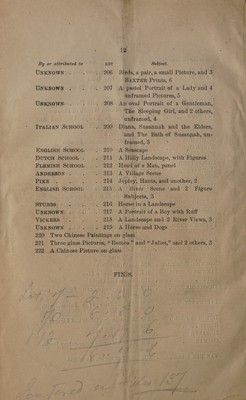 12
By or attributed to LOT Subject.
UNKNOWN . . 206 Birds, a pair, a small Picture, and 3
BAXTER Prints, 6
UNKNOWN . . 207 A pastel Portrait of a Lady and 4
unframed Pictures, 5
UNKNOWN . . 208 An oval Portrait of a Gentleman,
The Sleeping Girl, and 2 others,
unframed, 4
ITALIAN SCHOOL . 209 Diana, Susannah and the Elders,
and The Bath of Susannah, un-
framed, 3
ENGLISH SCHOOL . 210 A Seascape
DUTCH SCHOOL . . 211 A Hilly Landscape, with Figures
FLEMISH SCHOOL . 212 Head of a Man, panel
ANDERSON . . 213 A Village Scene
PIKE . . 214 Ropley, Hants, and another, 2
ENGLISH SCHOOL . 215 A River Scene and 2 Figure
Subjects, 3
STUBBS . . 216 Horse in a Landscape
UNKNOWN . . 217 A Portrait of a Boy with Ruff
VICKERS . . 218 A Landscape and 2 River Views, 3
UNKNOWN . . 219 A Horse and Dogs
220 Two Chinese Paintings on glass
221 Three glass Pictures, "Romeo" and "Juliet," and 2 others, 3
222 A Chinese Picture on glass
FINIS